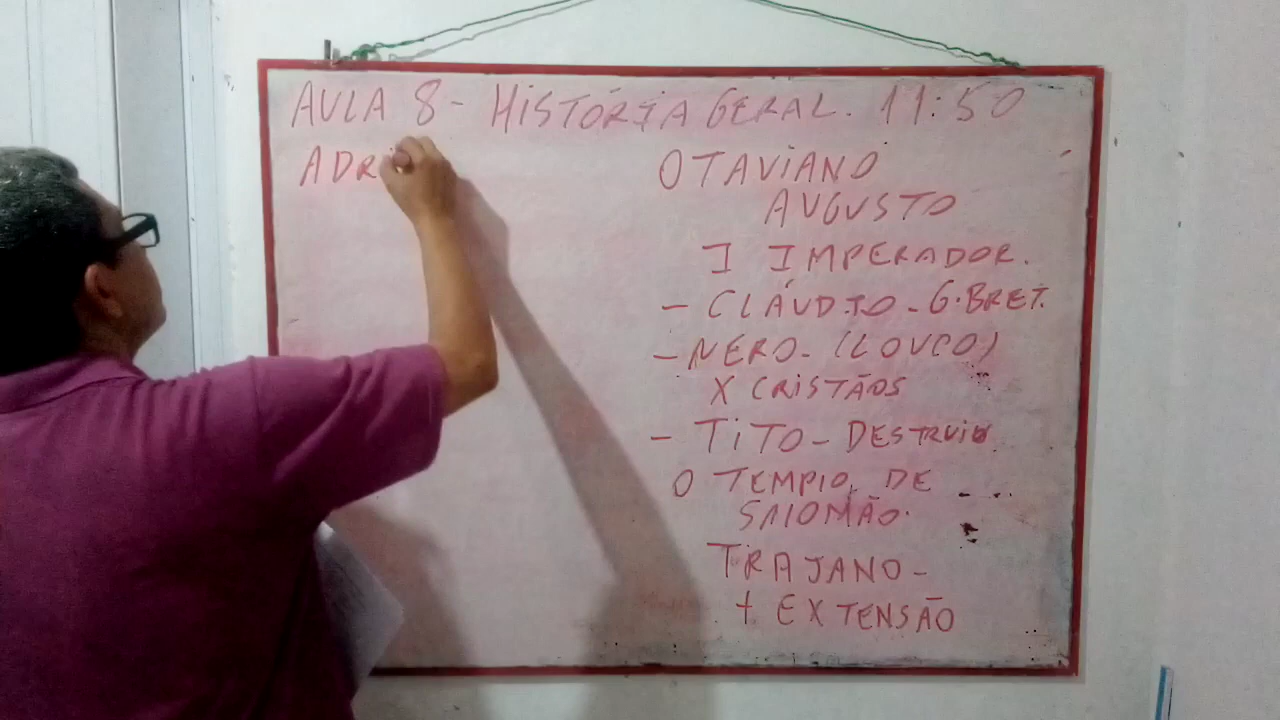 AULA 8 - HISTÓRIA GERAL. 11:50
ADRI
OTAVIANO
AUGUSTO
I IMPERADOR.
- CLÁUDIO - G. BRET.
- NERO - (LOUCO)
X CRISTÃOS
- TITO - DESTRUIU
O TEMPlO DE
SAlOMÃO.
TRAJANO -
+ EXTENSÃO